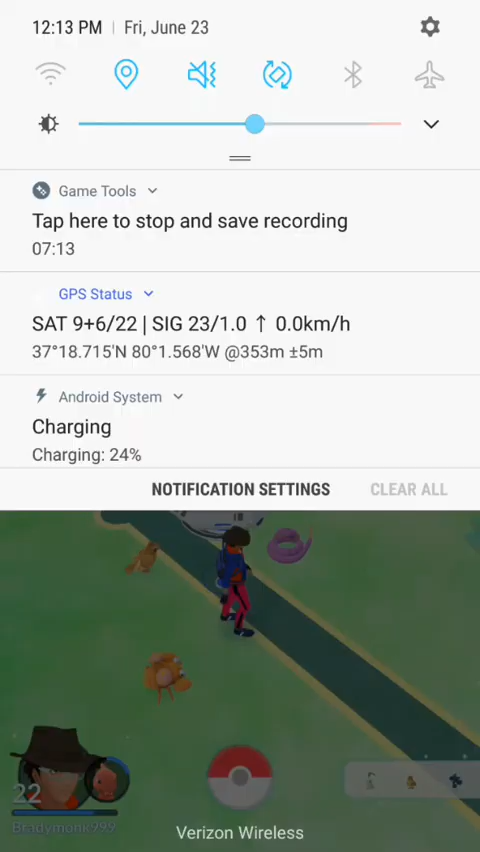 12:13 PM | Fri, June 23
Game Tools
Tap here to stop and save recording
07:13
GPS Status
SAT 9+6/22 | SIG 23/1.0 ↑ 0.0km/h
37°18.715'N 80°1.568'W @353m ±5m
Android System
Charging
Charging: 24%
NOTIFICATION SETTINGS CLEAR ALL
22
Bradymonk999
Verizon Wireless